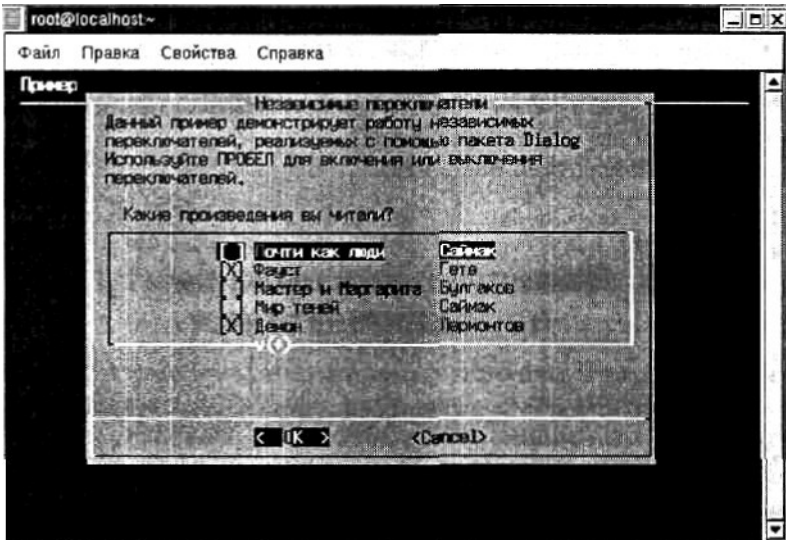 root@localhost:~
Файл Правка Свойства Справка
Пример
Независимые переключатели
Данный пример демонстрирует работу независимых
переключателей, реализуемых с помощью пакета Dialog
Используйте ПРОБЕЛ для включения или выключения
переключателей.
Какие произведения вы читали?
[ ] Почти как люди Саймак
[X] Фауст Гете
[ ] Мастер и Маргарита Булгаков
[ ] Мир теней Саймак
[X] Демон Лермонтов
v(+)
< OK > <Cancel>